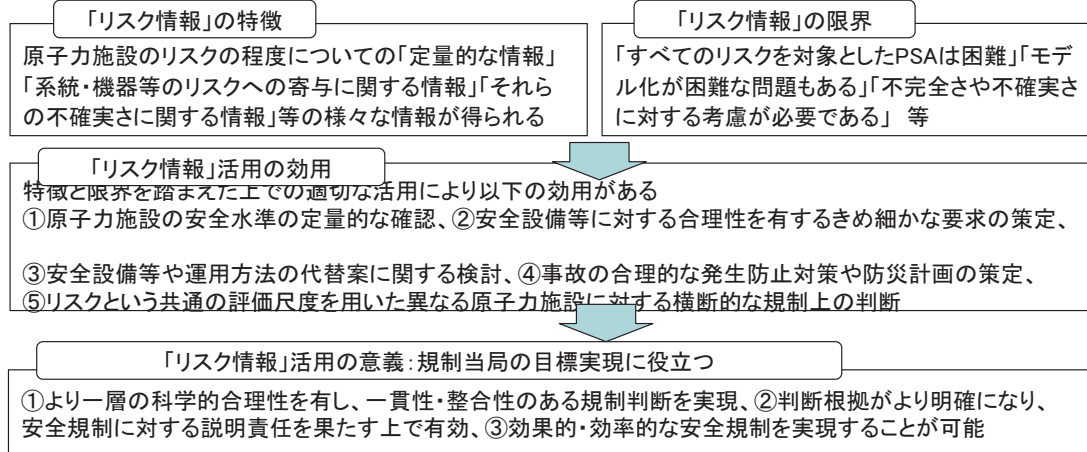 「リスク情報」の特徴
原子力施設のリスクの程度についての「定量的な情報」
「系統・機器等のリスクへの寄与に関する情報」「それら
の不確実さに関する情報」等の様々な情報が得られる
「リスク情報」の限界
「すべてのリスクを対象としたPSAは困難」「モデ
ル化が困難な問題もある」「不完全さや不確実さ
に対する考慮が必要である」 等
「リスク情報」活用の効用
特徴と限界を踏まえた上での適切な活用により以下の効用がある
①原子力施設の安全水準の定量的な確認、②安全設備等に対する合理性を有するきめ細かな要求の策定、
③安全設備等や運用方法の代替案に関する検討、④事故の合理的な発生防止対策や防災計画の策定、
⑤リスクという共通の評価尺度を用いた異なる原子力施設に対する横断的な規制上の判断
「リスク情報」活用の意義：規制当局の目標実現に役立つ
①より一層の科学的合理性を有し、一貫性・整合性のある規制判断を実現、②判断根拠がより明確になり、
安全規制に対する説明責任を果たす上で有効、③効果的・効率的な安全規制を実現することが可能